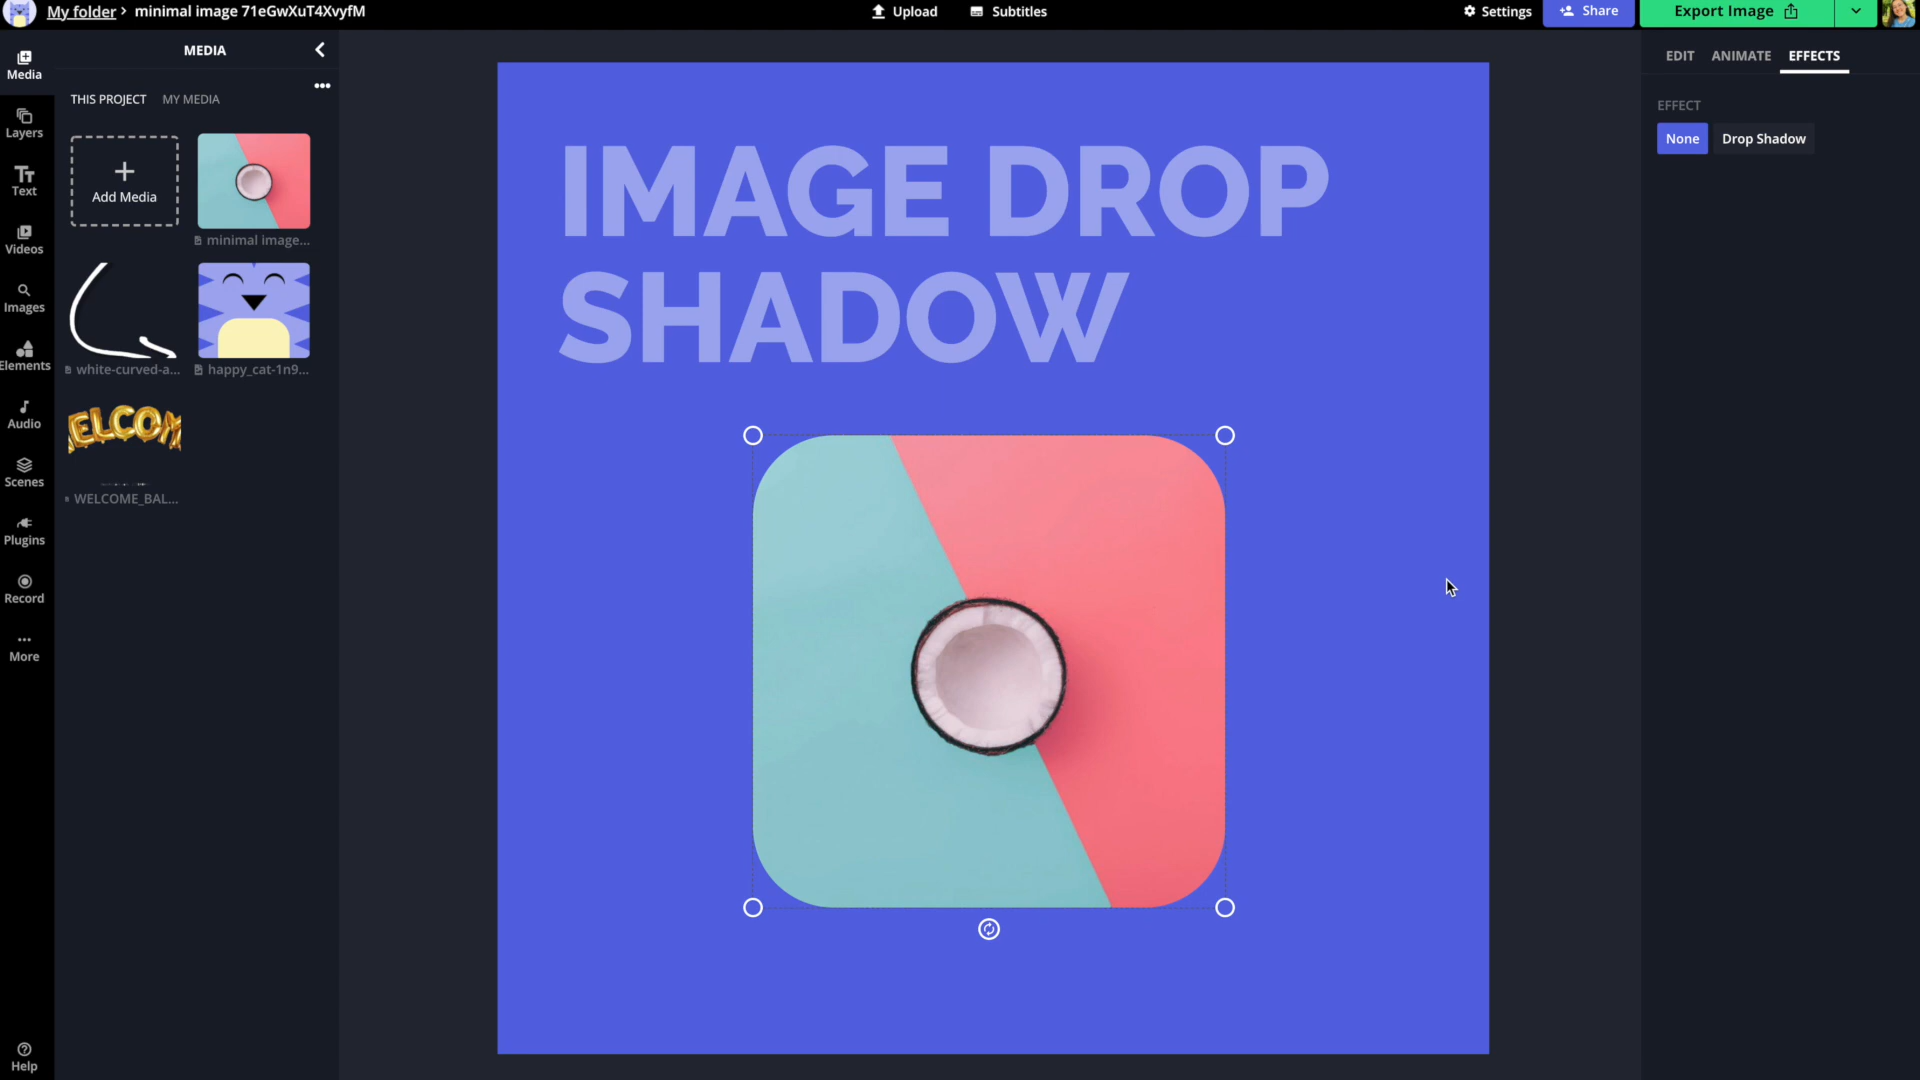 My folder > minimal image 71eGwXuT4XvyfM
Upload
Subtitles
Settings
Share
Export Image
Media
Layers
Text
Videos
Images
Elements
Audio
Scenes
Plugins
Record
More
Help
MEDIA
THIS PROJECT
MY MEDIA
Add Media
minimal image...
white-curved-a...
happy_cat-1n9...
ELCOM
WELCOME_BAL...
IMAGE DROP
SHADOW
EDIT
ANIMATE
EFFECTS
EFFECT
None
Drop Shadow